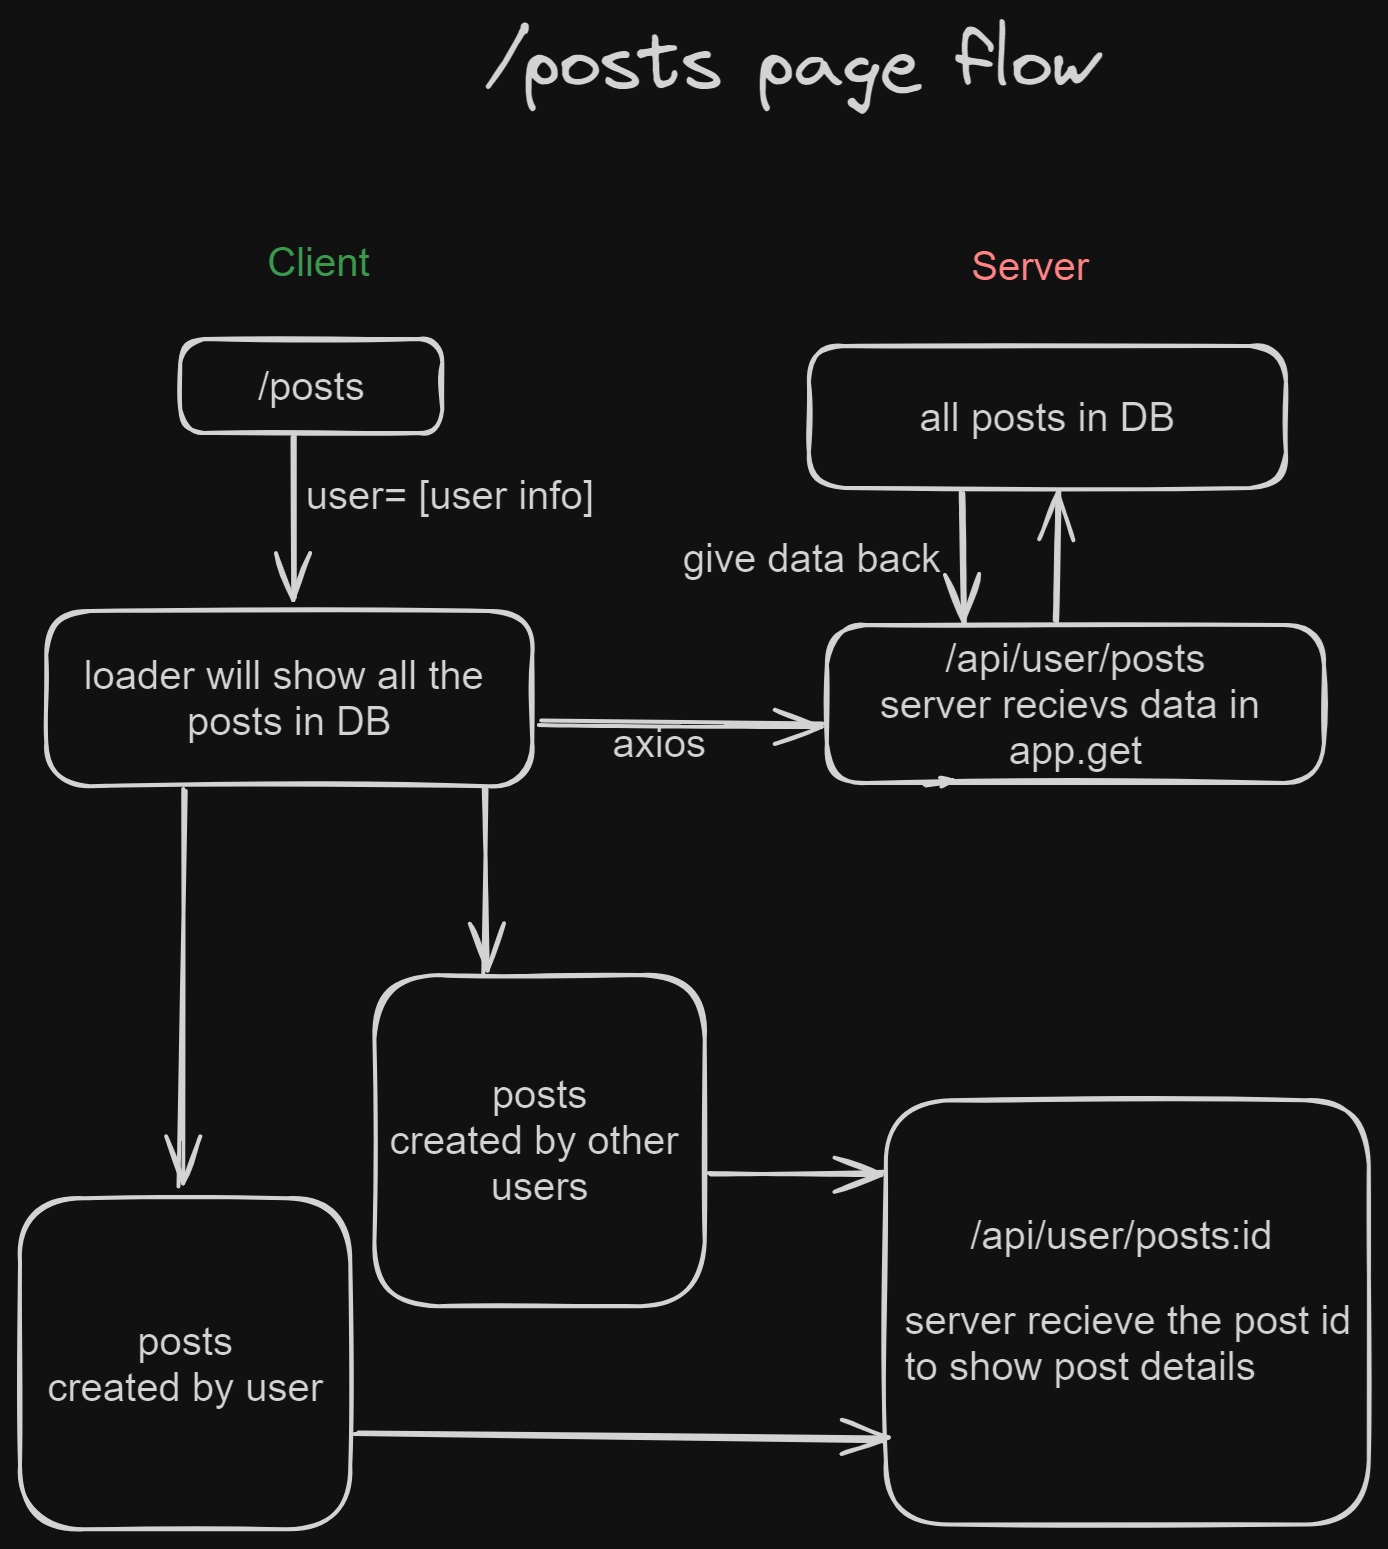 /posts page flow
Client
Server
/posts
all posts in DB
user= [user info]
give data back
loader will show all the
posts in DB
axios
/api/user/posts
server recievs data in
app.get
posts
created by other
users
/api/user/posts:id
server recieve the post id
to show post details
posts
created by user